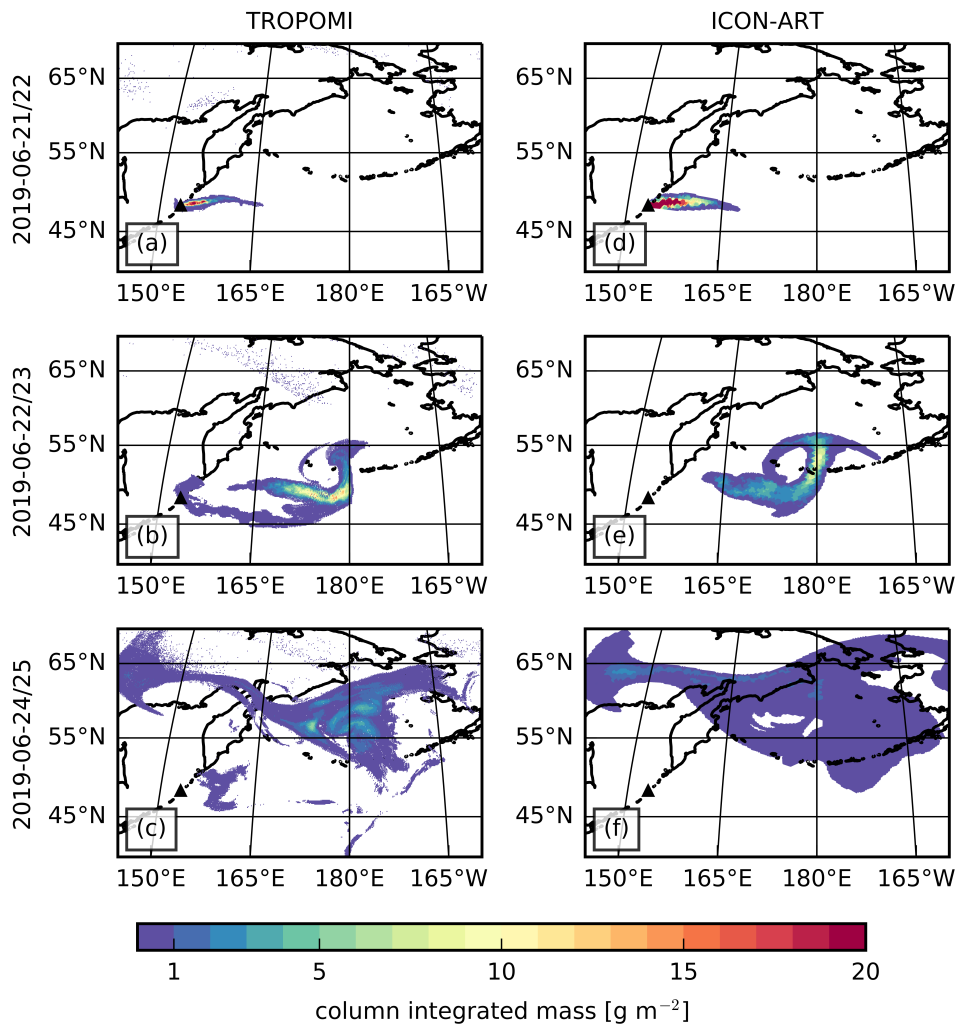 TROPOMI ICON-ART
2019-06-21/22
65°N 65°N
55°N 55°N
45°N 45°N
(a) (d)
150°E 165°E 180°E 165°W 150°E 165°E 180°E 165°W
2019-06-22/23
65°N 65°N
55°N 55°N
45°N 45°N
(b) (e)
150°E 165°E 180°E 165°W 150°E 165°E 180°E 165°W
2019-06-24/25
65°N 65°N
55°N 55°N
45°N 45°N
(c) (f)
150°E 165°E 180°E 165°W 150°E 165°E 180°E 165°W
1 5 10 15 20
column integrated mass [g m⁻²]